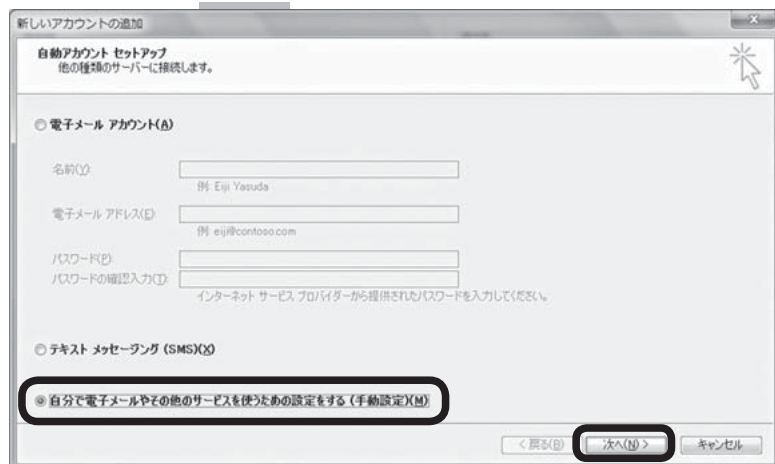 新しいアカウントの追加
自動アカウント セットアップ
他の種類のサーバーに接続します。
電子メール アカウント(A)
名前(Y):
例: Eiji Yasuda
電子メール アドレス(E):
例: eiji@contoso.com
パスワード(P):
パスワードの確認入力(T):
インターネット サービス プロバイダーから提供されたパスワードを入力してください。
テキスト メッセージング (SMS)(X)
自分で電子メールやその他のサービスを使うための設定をする (手動設定)(M)
< 戻る(B)
次へ(N) >
キャンセル